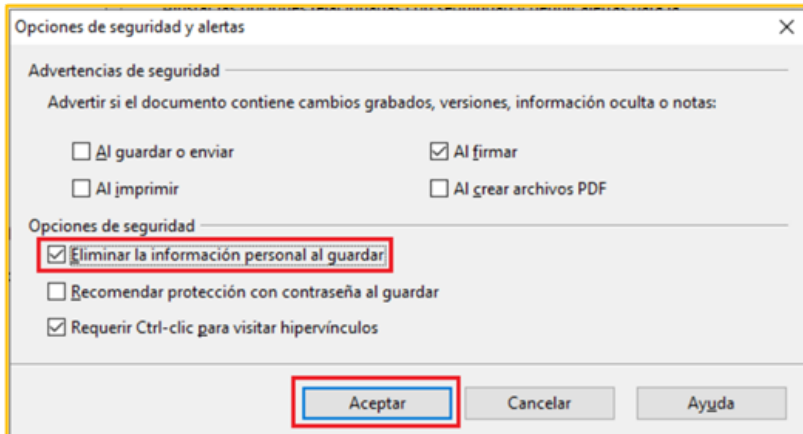 Opciones de seguridad y alertas
Advertencias de seguridad
Advertir si el documento contiene cambios grabados, versiones, información oculta o notas:
Al guardar o enviar
Al firmar
Al imprimir
Al crear archivos PDF
Opciones de seguridad
Eliminar la información personal al guardar
Recomendar protección con contraseña al guardar
Requerir Ctrl-clic para visitar hipervínculos
Aceptar Cancelar Ayuda